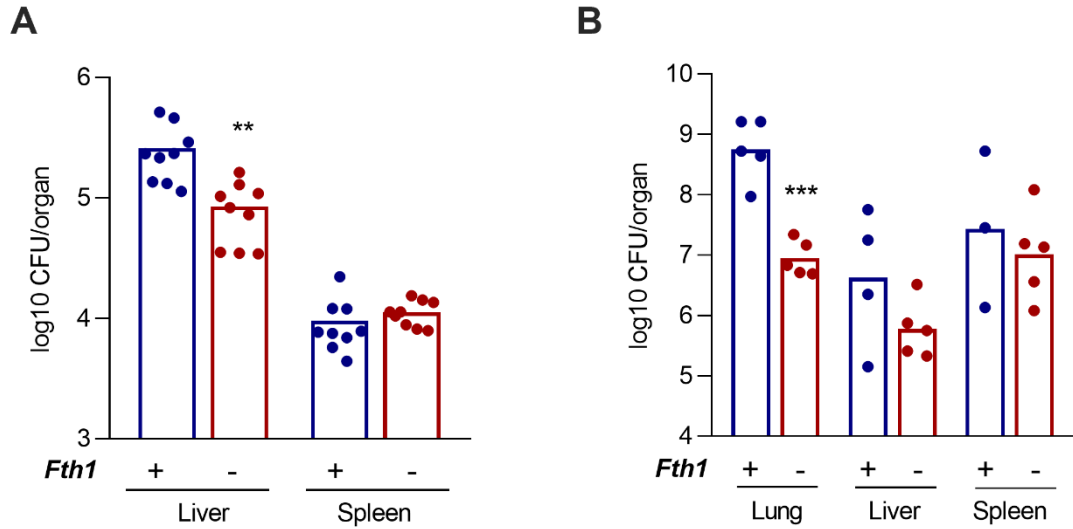 A
log10 CFU/organ
6
5
4
3
**
Fth1 + - + -
Liver Spleen
B
log10 CFU/organ
10
9
8
7
6
5
4
***
Fth1 + - + - + -
Lung Liver Spleen